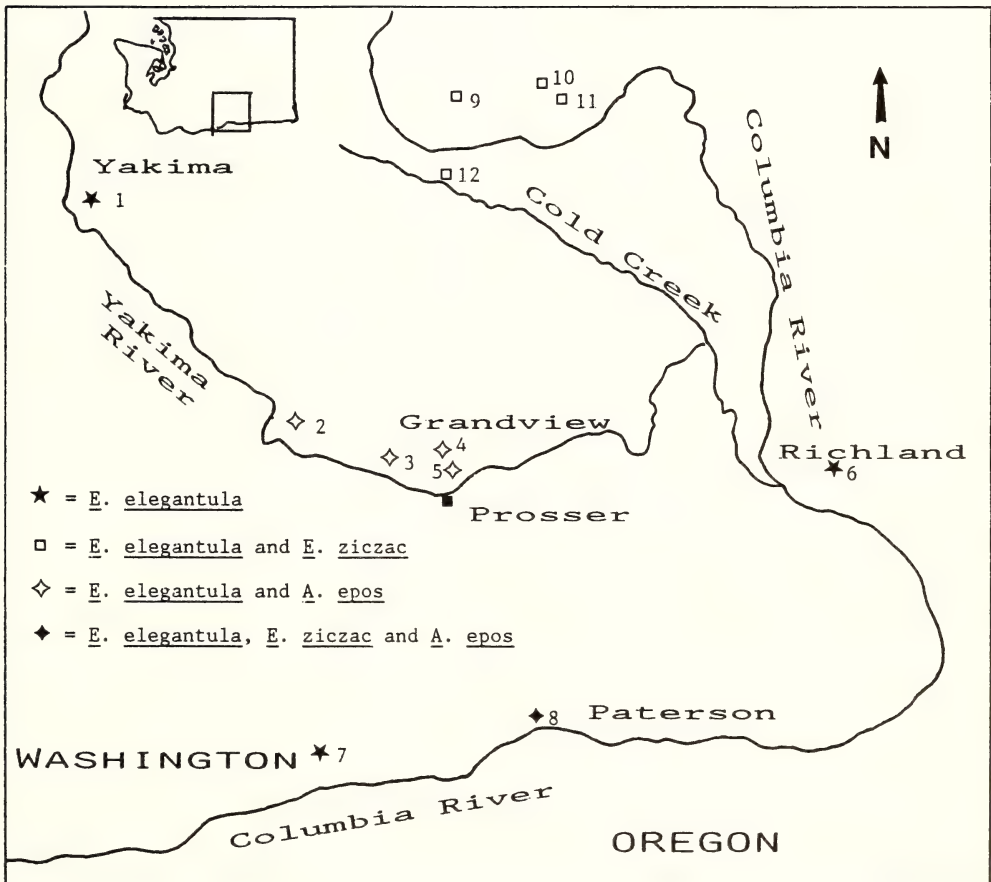 10
9
11
N
Yakima
1
12
Columbia River
Cold Creek
Yakima
River
2
Grandview
4
3
5
Richland
6
★ = E. elegantula
Prosser
□ = E. elegantula and E. ziczac
✧ = E. elegantula and A. epos
✦ = E. elegantula, E. ziczac and A. epos
8
Paterson
WASHINGTON
7
Columbia River
OREGON